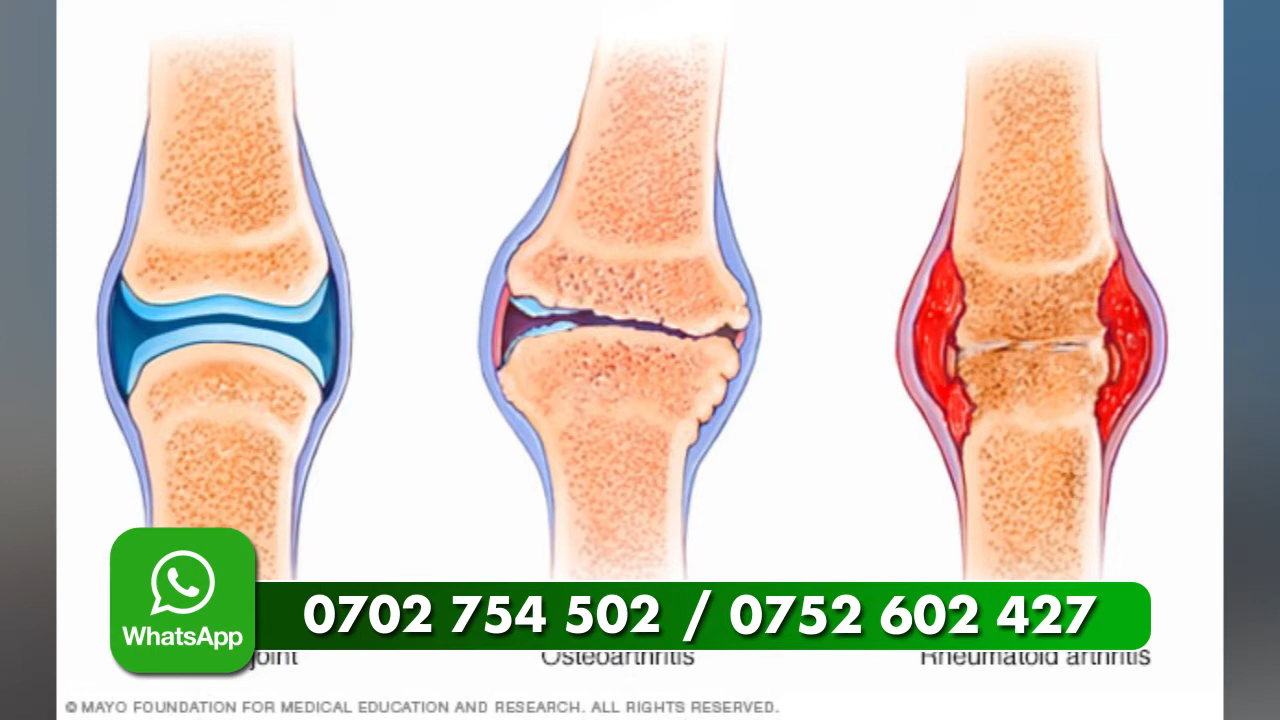 0702 754 502 / 0752 602 427
WhatsApp
joint
Osteoarthritis
Rheumatoid arthritis
© MAYO FOUNDATION FOR MEDICAL EDUCATION AND RESEARCH. ALL RIGHTS RESERVED.